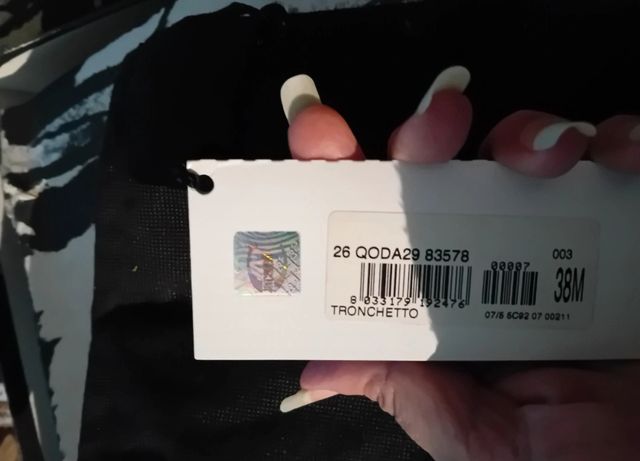 26 QODA29 83578
003
00007
38M
8 033179 192476
TRONCHETTO
07/5 5C92 07 00211